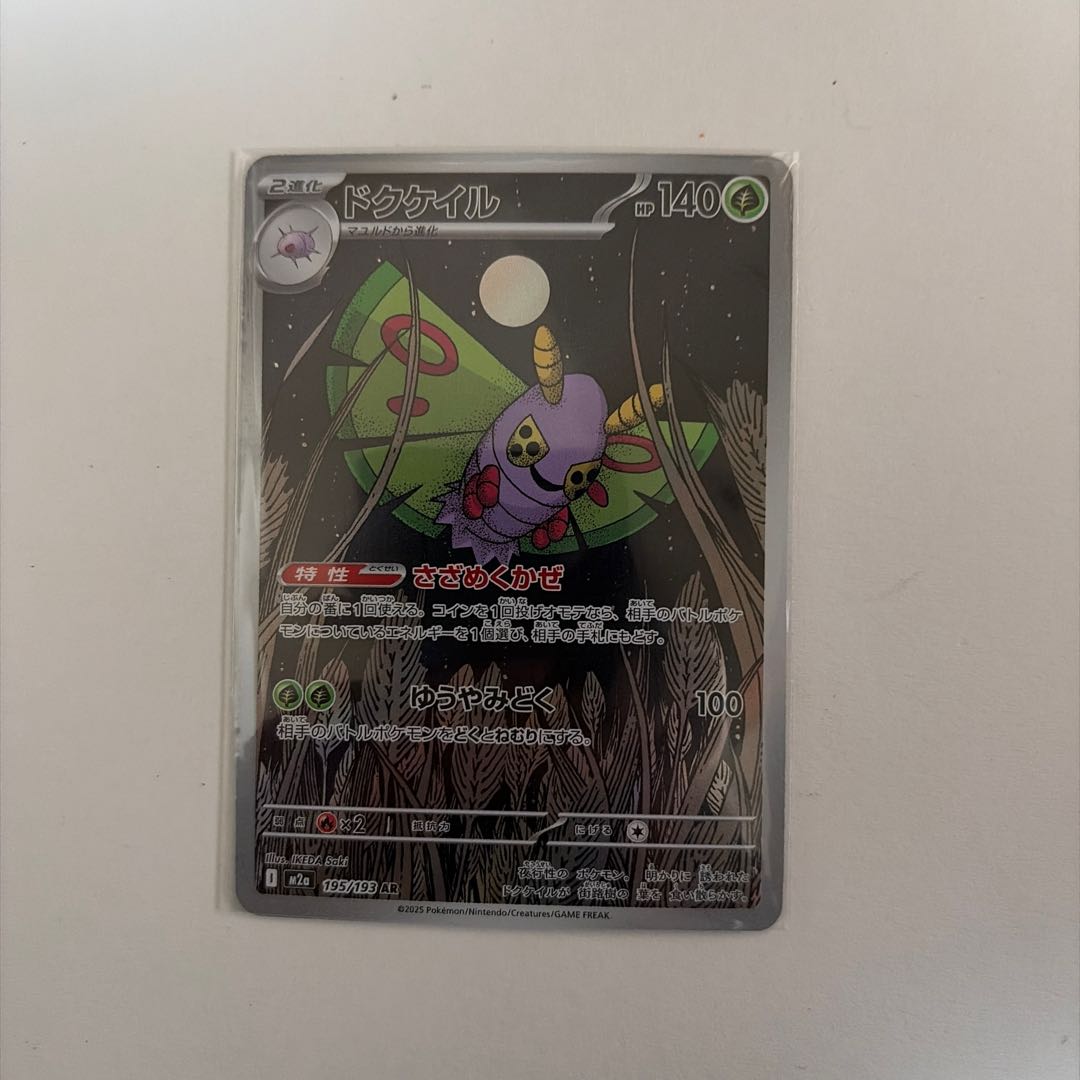 2進化 ドクケイル HP 140
マユルドから進化
特性 とくせい さざめくかぜ
自分の番に1回使える。コインを1回投げオモテなら、相手のバトルポケ
モンについているエネルギーを1個選び、相手の手札にもどす。
ゆうやみどく 100
相手のバトルポケモンをどくとねむりにする。
弱点 ×2 抵抗力 にげる
Illus. IKEDA Saki
夜行性の ポケモン。 明かりに 誘われた
ドクケイルが 街路樹の 葉を 食い散らかす。
M2a 195/193 AR
©2025 Pokémon/Nintendo/Creatures/GAME FREAK.